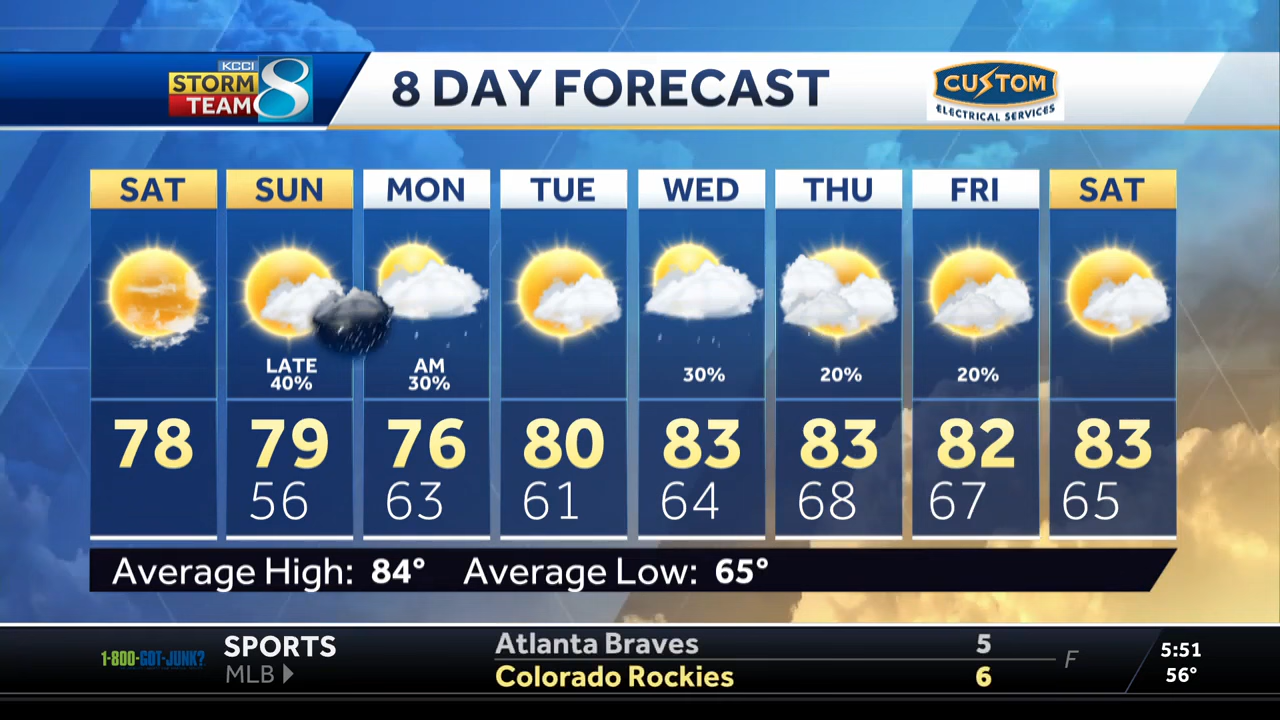 KCCI
STORM
TEAM 8
8 DAY FORECAST
CUSTOM
ELECTRICAL SERVICES
SAT SUN MON TUE WED THU FRI SAT
LATE AM
40% 30% 30% 20% 20%
78 79 76 80 83 83 82 83
56 63 61 64 68 67 65
Average High: 84° Average Low: 65°
1-800-GOT-JUNK?
SPORTS
MLB
Atlanta Braves 5
Colorado Rockies 6
F
5:51
56°